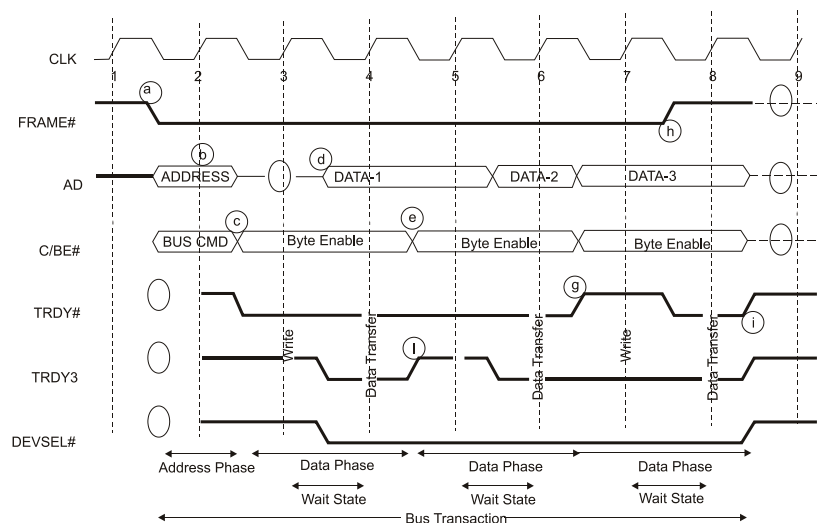 CLK
1 2 3 4 5 6 7 8 9
a
FRAME#
h
b
d
AD
ADDRESS DATA-1 DATA-2 DATA-3
c
e
C/BE#
BUS CMD Byte Enable Byte Enable Byte Enable
g
TRDY#
i
Write Data Transfer Data Transfer Write Data Transfer
I
TRDY3
DEVSEL#
Address Phase Data Phase Data Phase Data Phase
Wait State Wait State Wait State
Bus Transaction